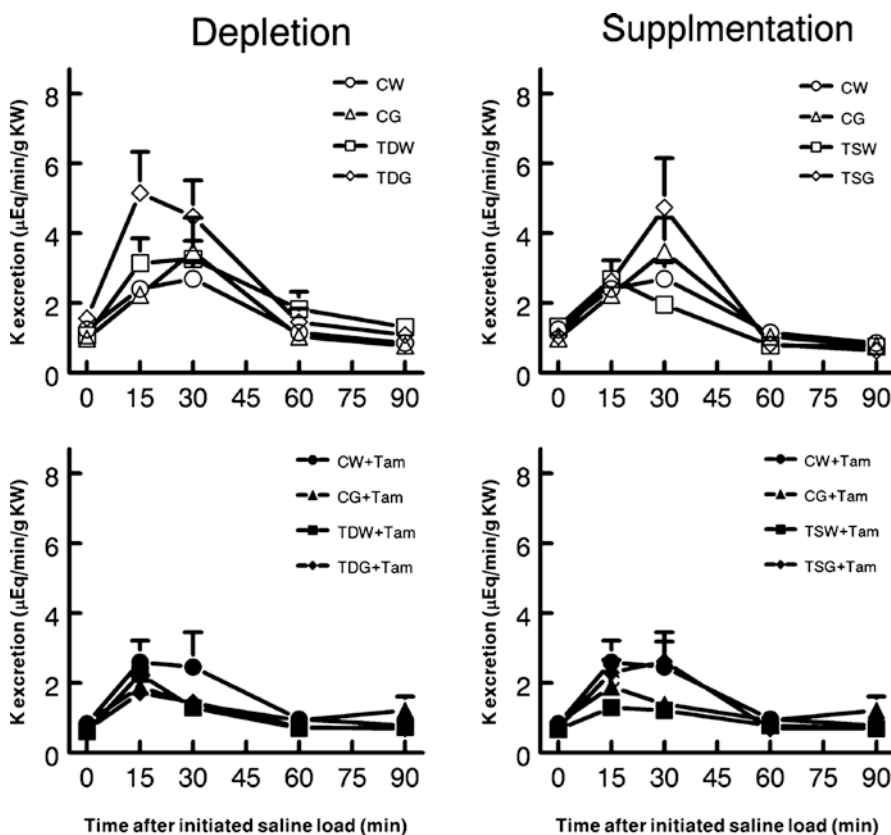 Depletion
Supplmentation
K excretion (µEq/min/g KW)
8
6
4
2
0
CW
CG
TDW
TDG
0 15 30 45 60 75 90
K excretion (µEq/min/g KW)
8
6
4
2
0
CW
CG
TSW
TSG
0 15 30 45 60 75 90
K excretion (µEq/min/g KW)
8
6
4
2
0
CW+Tam
CG+Tam
TDW+Tam
TDG+Tam
0 15 30 45 60 75 90
Time after initiated saline load (min)
K excretion (µEq/min/g KW)
8
6
4
2
0
CW+Tam
CG+Tam
TSW+Tam
TSG+Tam
0 15 30 45 60 75 90
Time after initiated saline load (min)